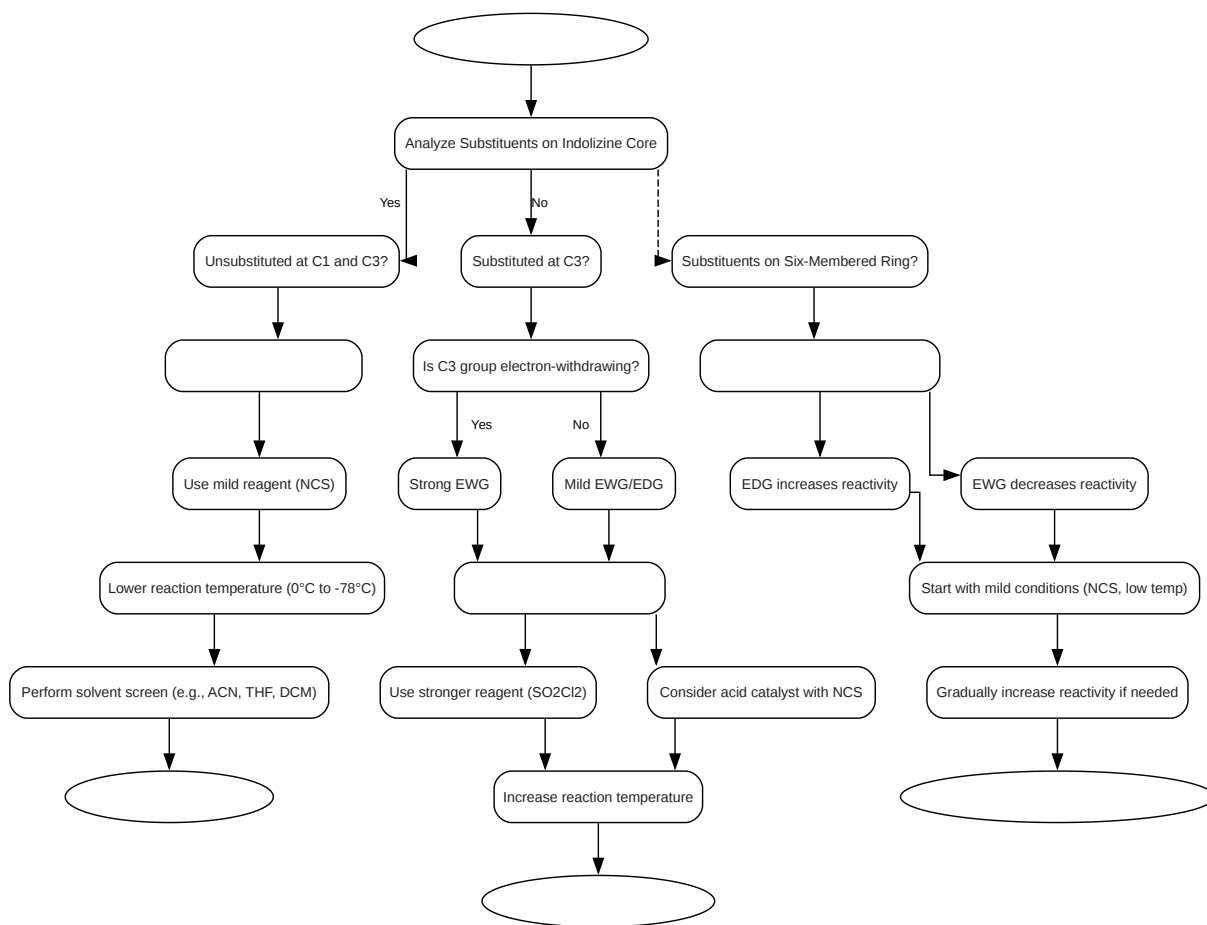 Analyze Substituents on Indolizine Core
Yes
No
Unsubstituted at C1 and C3?
Substituted at C3?
Substituents on Six-Membered Ring?
Is C3 group electron-withdrawing?
Yes
No
Use mild reagent (NCS)
Strong EWG
Mild EWG/EDG
EDG increases reactivity
EWG decreases reactivity
Lower reaction temperature (0°C to -78°C)
Start with mild conditions (NCS, low temp)
Perform solvent screen (e.g., ACN, THF, DCM)
Use stronger reagent (SO2Cl2)
Consider acid catalyst with NCS
Gradually increase reactivity if needed
Increase reaction temperature